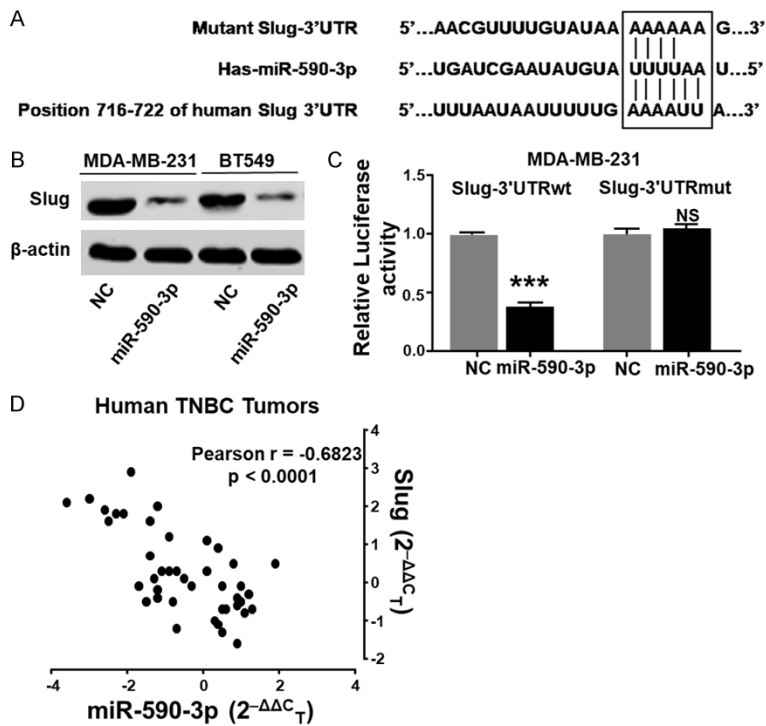 A
Mutant Slug-3'UTR 5'...AACGUUUUGUAUAA AAAAAA G...3'
Has-miR-590-3p 5'...UGAUCGAAUAUGUA UUUUAA U...5'
Position 716-722 of human Slug 3'UTR 5'...UUUAAUAAUUUUUG AAAAUU A...3'
B
MDA-MB-231 BT549
Slug
β-actin
NC miR-590-3p NC miR-590-3p
C
MDA-MB-231
Slug-3'UTRwt Slug-3'UTRmut
Relative Luciferase
activity
1.5
1.0
0.5
0.0
***
NS
NC miR-590-3p NC miR-590-3p
D
Human TNBC Tumors
Pearson r = -0.6823
p < 0.0001
4
3
2
1
0
-1
-2
Slug (2–ΔΔCT)
-4 -2 0 2 4
miR-590-3p (2–ΔΔCT)